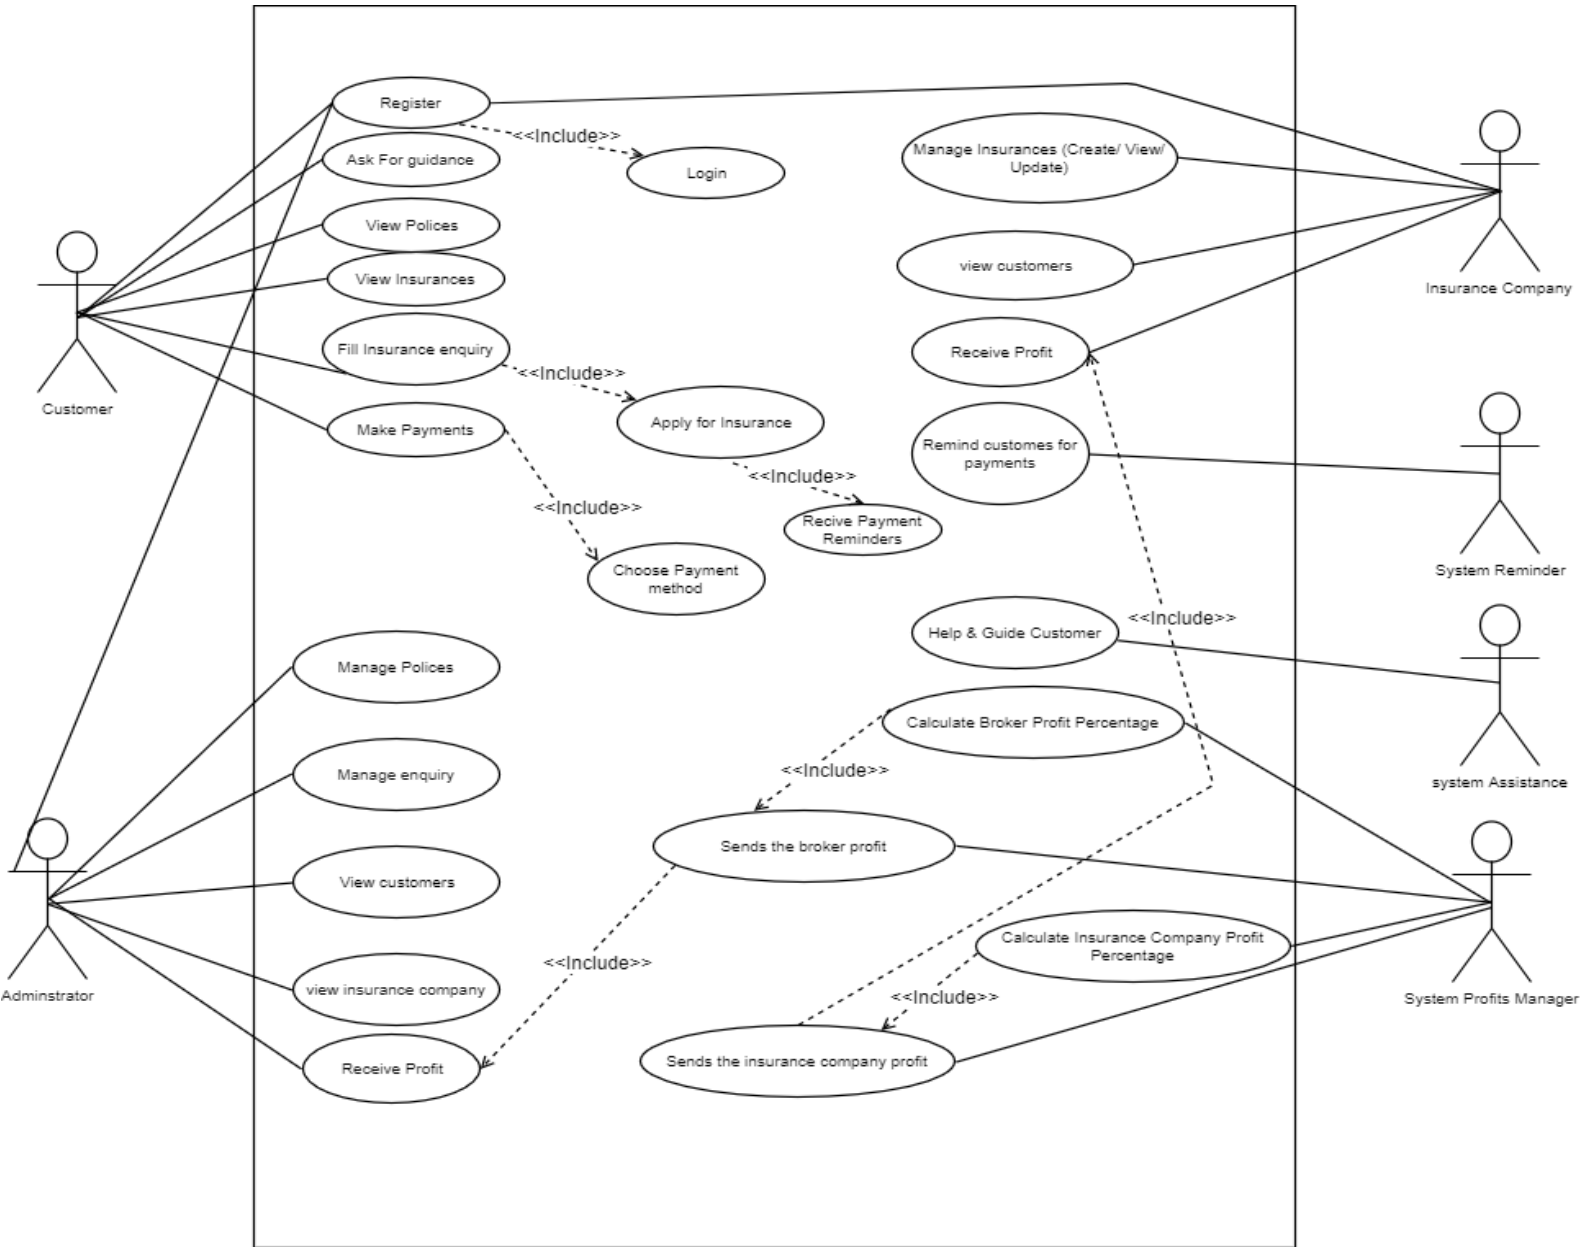 Register
<<Include>>
Ask For guidance
Login
Manage Insurances (Create/ View/
Update)
View Polices
view customers
View Insurances
Insurance Company
Fill Insurance enquiry
Receive Profit
<<Include>>
Customer
Make Payments
Apply for Insurance
Remind customes for
payments
<<Include>>
<<Include>>
Recive Payment
Reminders
Choose Payment
method
System Reminder
<<Include>>
Help & Guide Customer
Manage Polices
Calculate Broker Profit Percentage
<<Include>>
Manage enquiry
system Assistance
Sends the broker profit
View customers
Calculate Insurance Company Profit
Percentage
<<Include>>
view insurance company
<<Include>>
Adminstrator
System Profits Manager
Receive Profit
Sends the insurance company profit